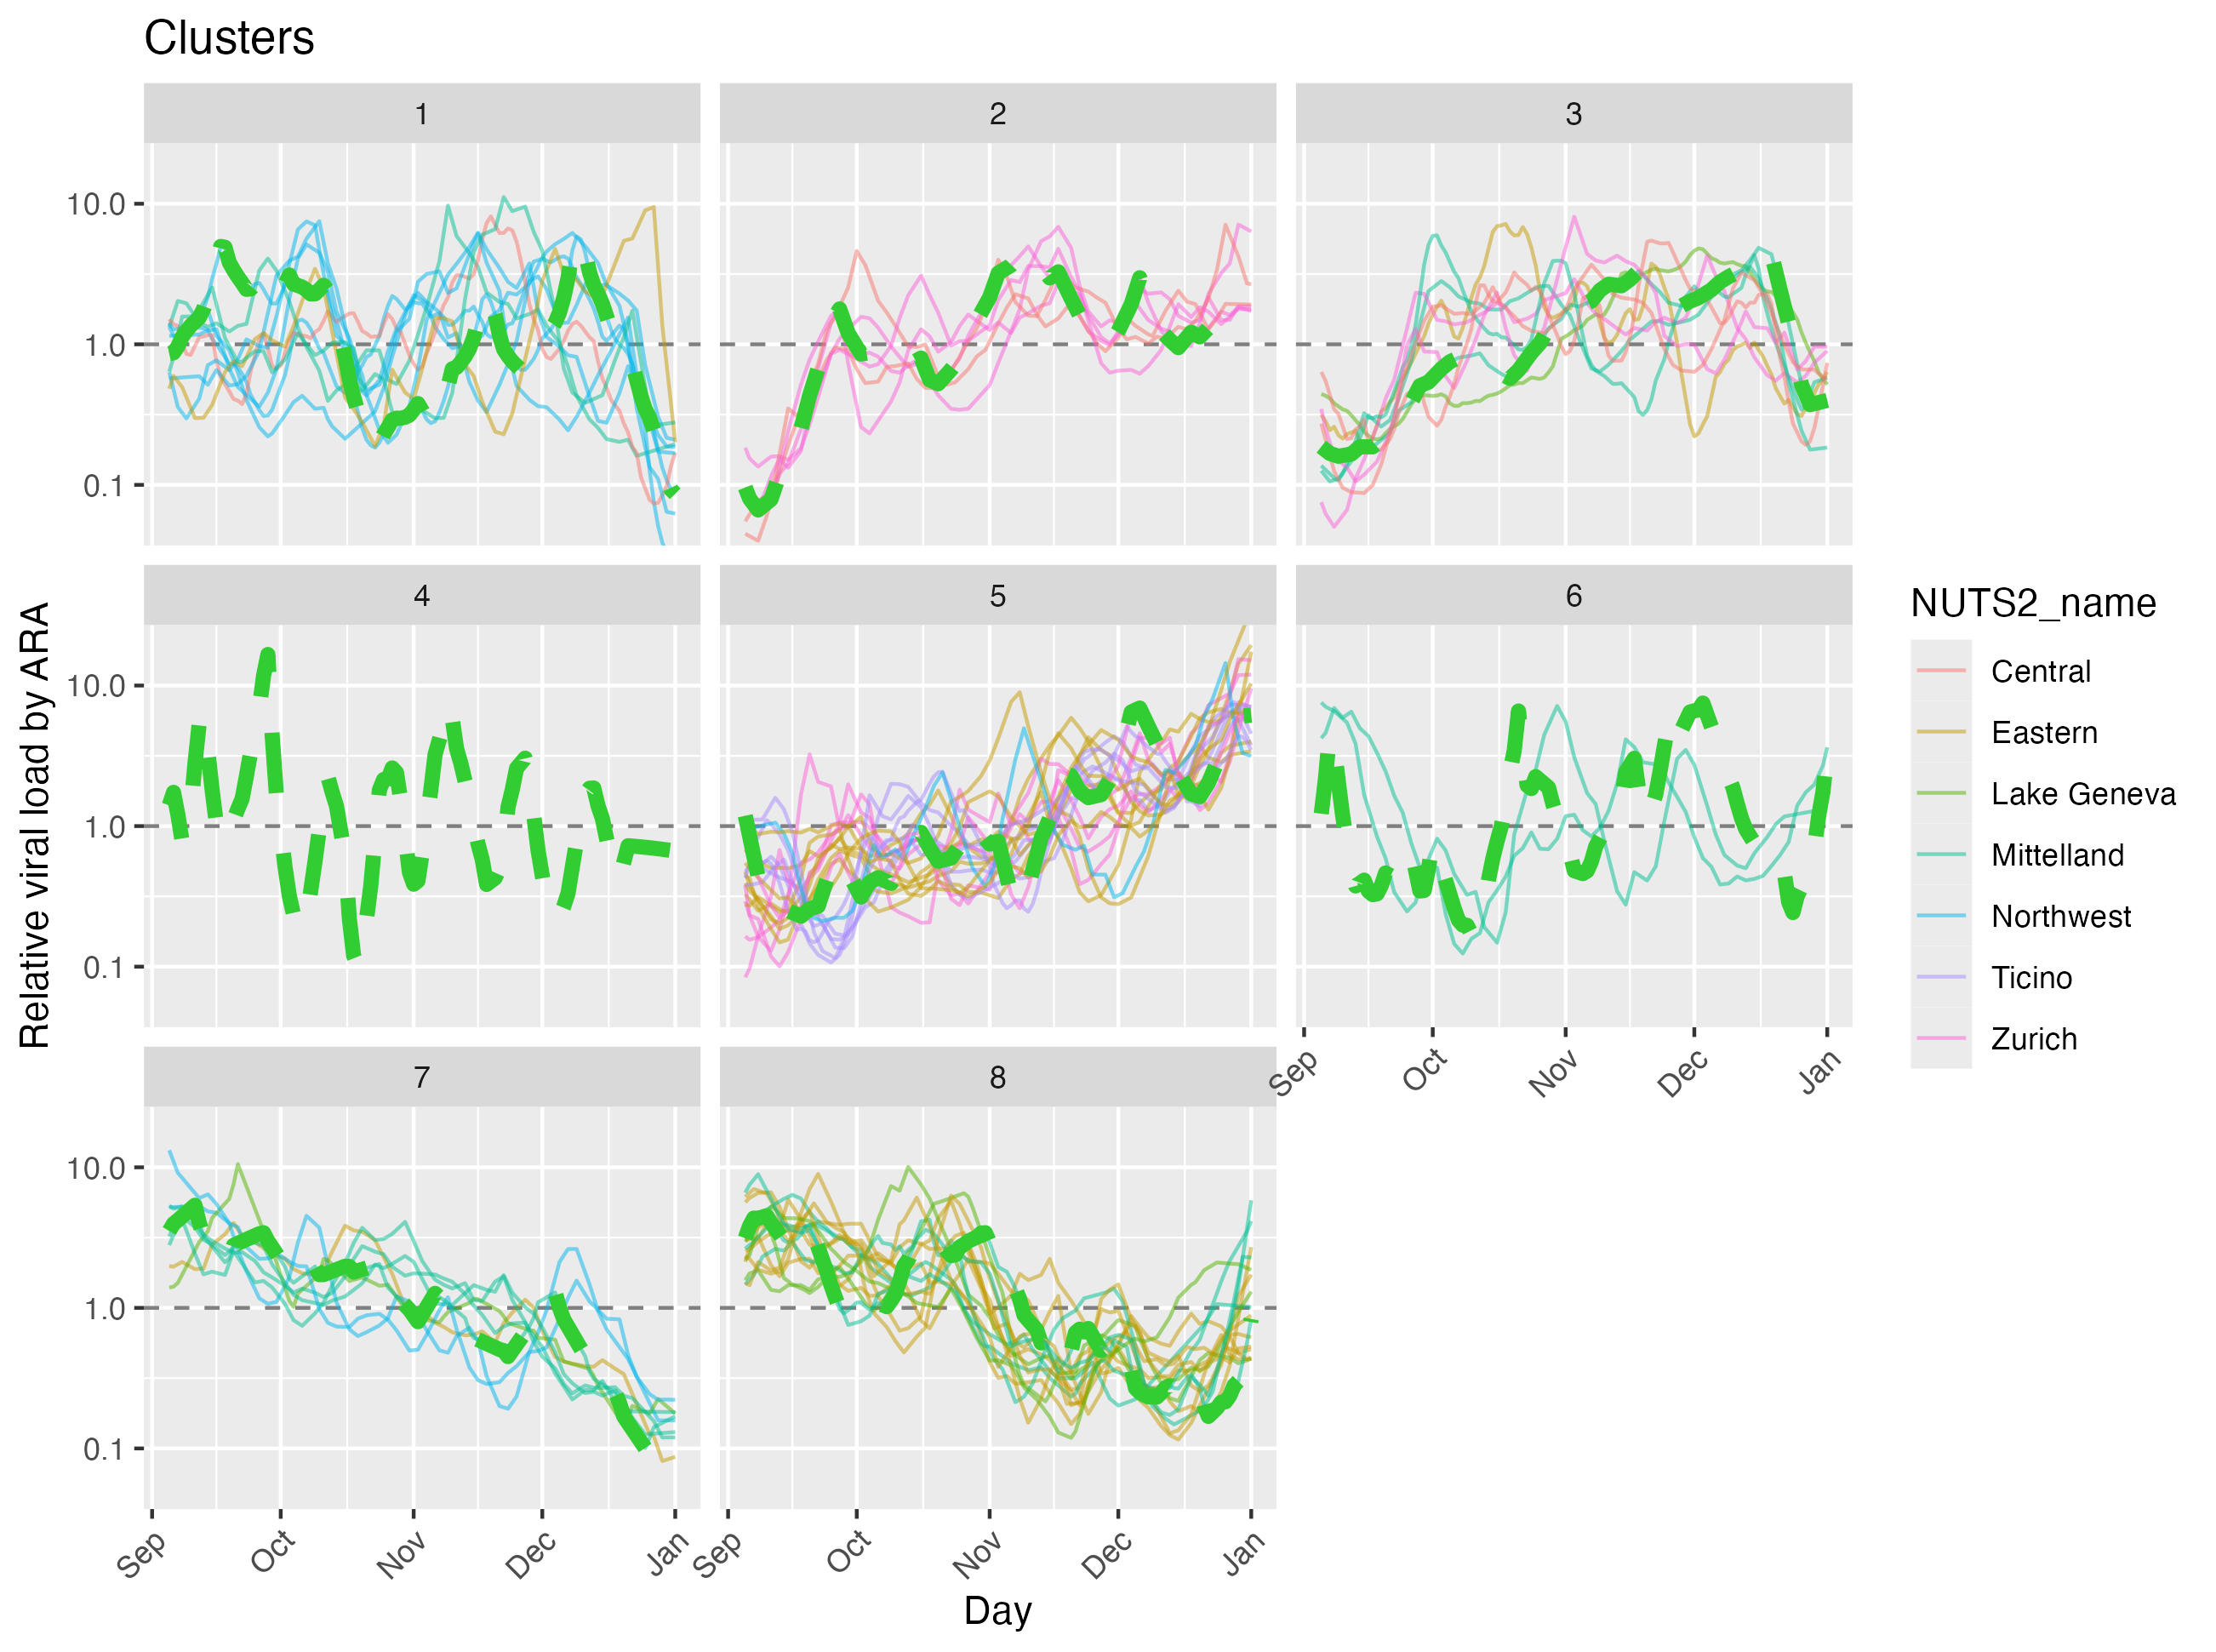 Clusters
1
2
3
10.0
1.0
0.1
4
5
6
10.0
1.0
0.1
Sep
Oct
Nov
Dec
Jan
7
8
10.0
1.0
0.1
Sep
Oct
Nov
Dec
Jan
Sep
Oct
Nov
Dec
Jan
Day
Relative viral load by ARA
NUTS2_name
Central
Eastern
Lake Geneva
Mittelland
Northwest
Ticino
Zurich